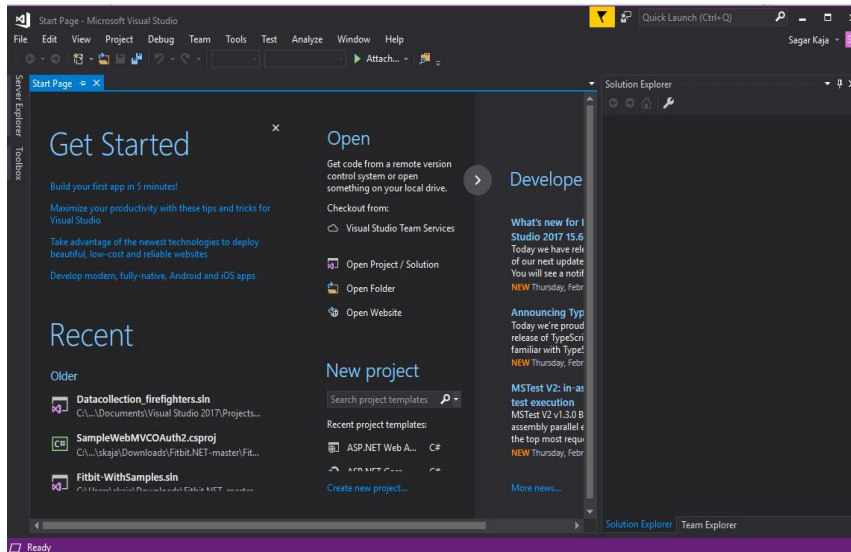 Start Page - Microsoft Visual Studio
Quick Launch (Ctrl+Q)
File Edit View Project Debug Team Tools Test Analyze Window Help
Sagar Kaja
Attach...
Server Explorer
Toolbox
Start Page
Get Started
Build your first app in 5 minutes!
Maximize your productivity with these tips and tricks for
Visual Studio
Take advantage of the newest technologies to deploy
beautiful, low-cost and reliable websites
Develop modern, fully-native, Android and iOS apps
Recent
Older
Datacollection_firefighters.sln
C:\...\Documents\Visual Studio 2017\Projects...
SampleWebMVCOAuth2.csproj
C:\...\skaja\Downloads\Fitbit.NET-master\Fit...
Fitbit-WithSamples.sln
C:\Users\skaja\Downloads\Fitbit.NET-master
Open
Get code from a remote version
control system or open
something on your local drive.
Checkout from:
Visual Studio Team Services
Open Project / Solution
Open Folder
Open Website
New project
Search project templates
Recent project templates:
ASP.NET Web A... C#
ASP.NET Core C#
Create new project...
Develope
What's new for
Studio 2017 15.6
Today we have rele
of our next update
You will see a notif
NEW Thursday, Febr
Announcing Typ
Today we're proud
release of TypeScri
familiar with TypeS
NEW Thursday, Febr
MSTest V2: in-as
test execution
MSTest V2 v1.3.0 B
assembly parallel e
the top most requ
NEW Thursday, Febr
More news...
Solution Explorer
Solution Explorer Team Explorer
Ready